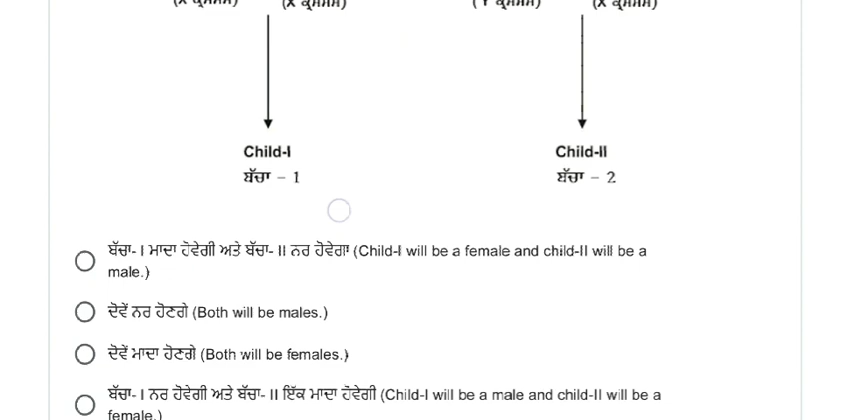 (X ਕ੍ਰੋਮੋਸੋਮ) (X ਕ੍ਰੋਮੋਸੋਮ) (Y ਕ੍ਰੋਮੋਸੋਮ) (X ਕ੍ਰੋਮੋਸੋਮ)
Child-I Child-II
ਬੱਚਾ – 1 ਬੱਚਾ – 2
ਬੱਚਾ- I ਮਾਦਾ ਹੋਵੇਗੀ ਅਤੇ ਬੱਚਾ- II ਨਰ ਹੋਵੇਗਾ (Child-I will be a female and child-II will be a
male.)
ਦੋਵੇਂ ਨਰ ਹੋਣਗੇ (Both will be males.)
ਦੋਵੇਂ ਮਾਦਾ ਹੋਣਗੇ (Both will be females.)
ਬੱਚਾ- I ਨਰ ਹੋਵੇਗੀ ਅਤੇ ਬੱਚਾ- II ਇੱਕ ਮਾਦਾ ਹੋਵੇਗੀ (Child-I will be a male and child-II will be a
female.)